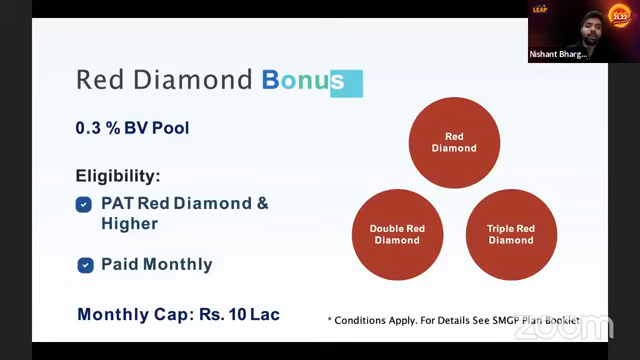 LEAP
2L22
Nishant Bharg...
Red Diamond Bonus
0.3 % BV Pool
Eligibility:
PAT Red Diamond &
Higher
Paid Monthly
Monthly Cap: Rs. 10 Lac
Red
Diamond
Double Red
Diamond
Triple Red
Diamond
* Conditions Apply. For Details See SMGP Plan Booklet
zoom